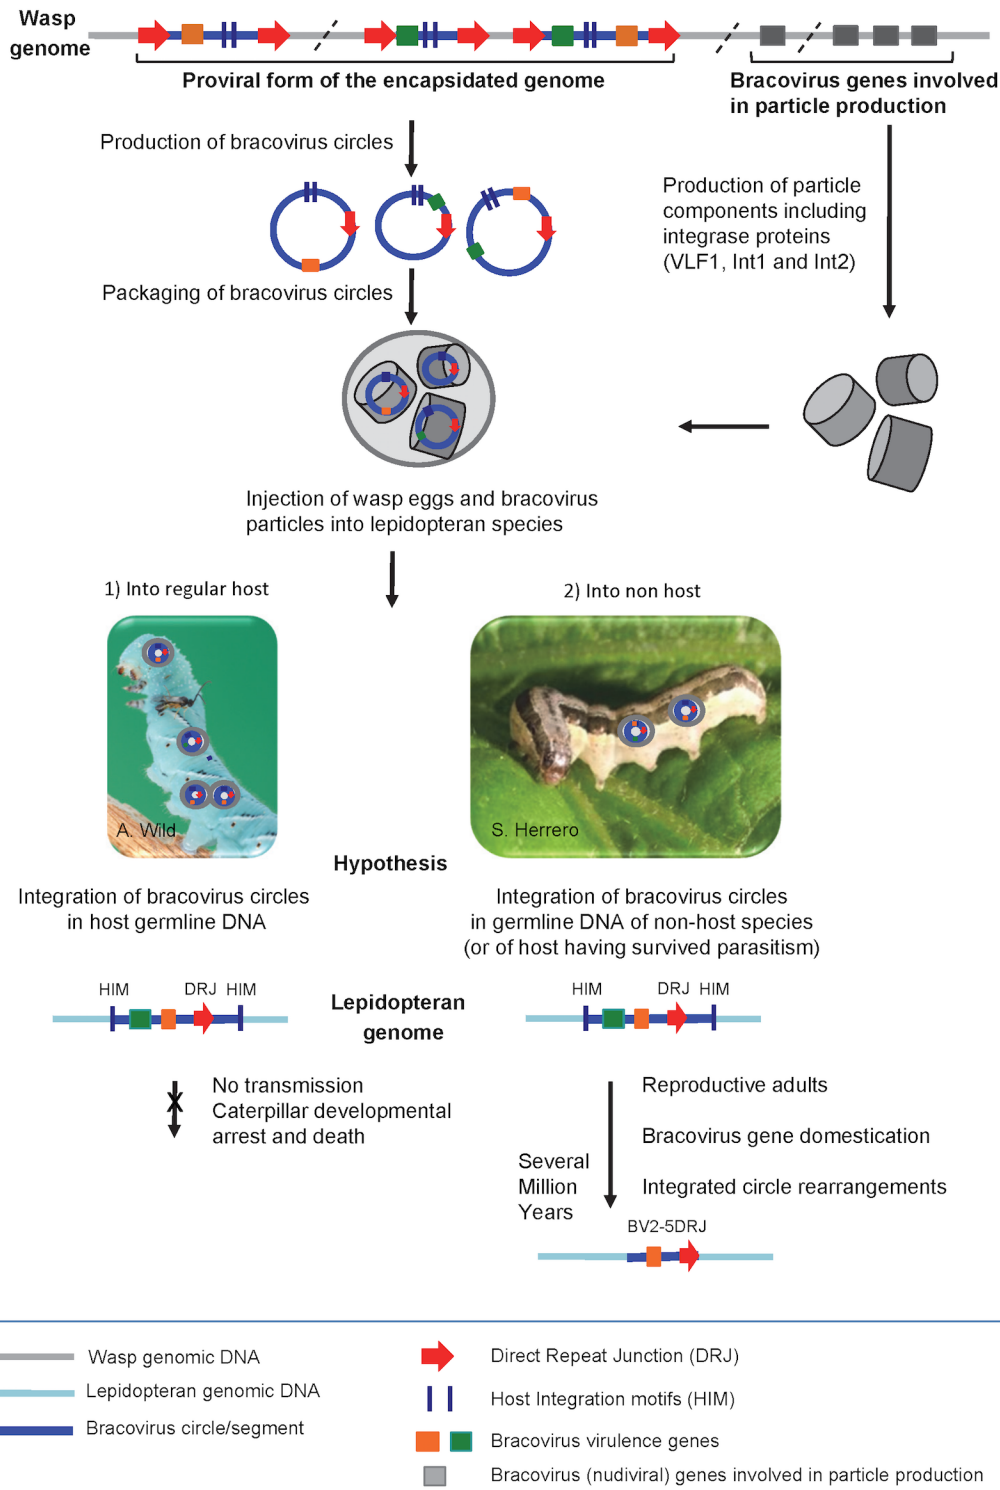 Wasp
genome
Proviral form of the encapsidated genome
Bracovirus genes involved
in particle production
Production of bracovirus circles
Production of particle
components including
integrase proteins
(VLF1, Int1 and Int2)
Packaging of bracovirus circles
Injection of wasp eggs and bracovirus
particles into lepidopteran species
1) Into regular host
2) Into non host
A. Wild
S. Herrero
Hypothesis
Integration of bracovirus circles
in host germline DNA
Integration of bracovirus circles
in germline DNA of non-host species
(or of host having survived parasitism)
HIM DRJ HIM
Lepidopteran
genome
HIM DRJ HIM
No transmission
Caterpillar developmental
arrest and death
X
Reproductive adults
Bracovirus gene domestication
Several
Million
Years
Integrated circle rearrangements
BV2-5DRJ
Wasp genomic DNA
Lepidopteran genomic DNA
Bracovirus circle/segment
Direct Repeat Junction (DRJ)
Host Integration motifs (HIM)
Bracovirus virulence genes
Bracovirus (nudiviral) genes involved in particle production